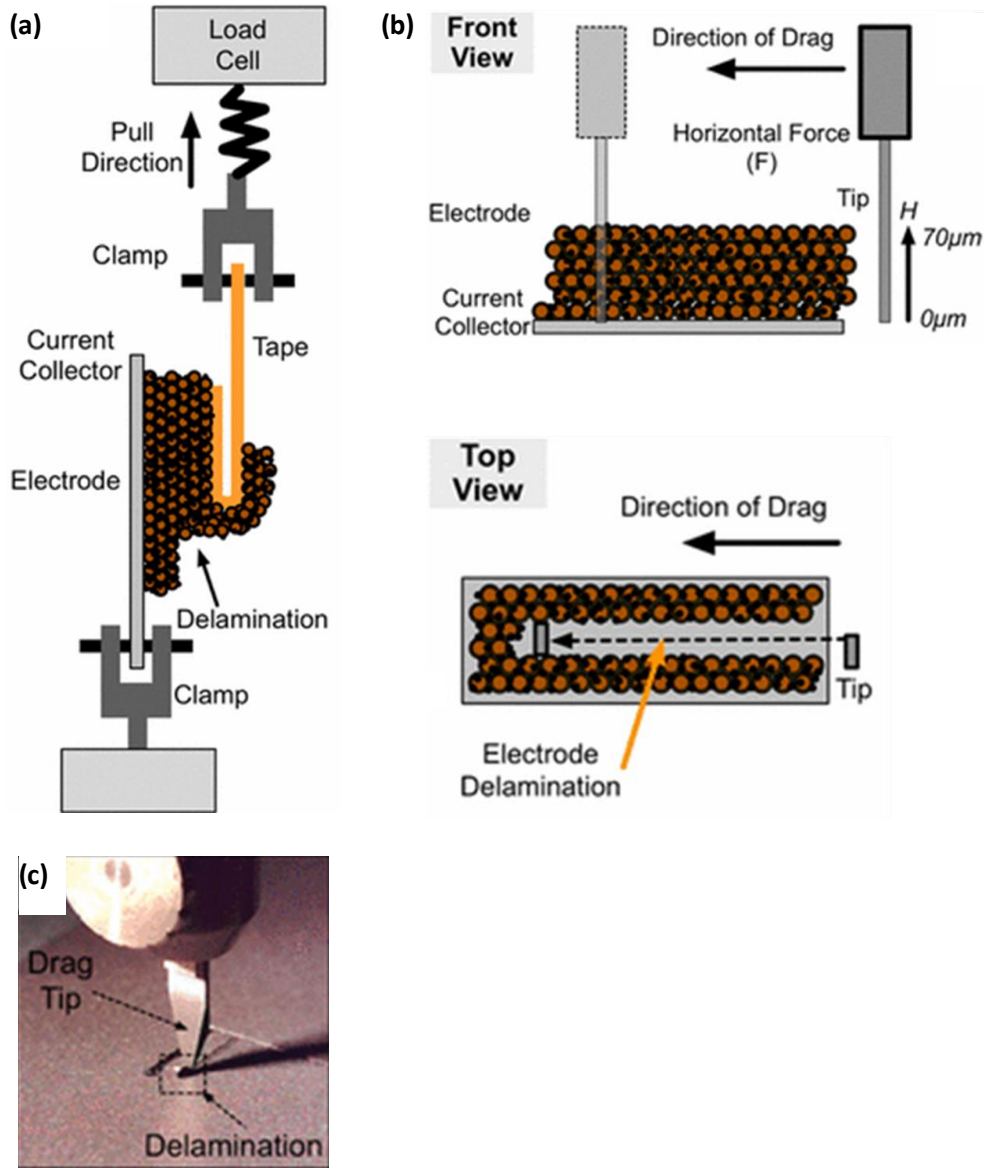 (a)
Load
Cell
Pull
Direction
Clamp
Current
Collector
Tape
Electrode
Delamination
Clamp
(b)
Front
View
Direction of Drag
Horizontal Force
(F)
Tip
H
70µm
0µm
Electrode
Current
Collector
Top
View
Direction of Drag
Tip
Electrode
Delamination
(c)
Drag
Tip
Delamination